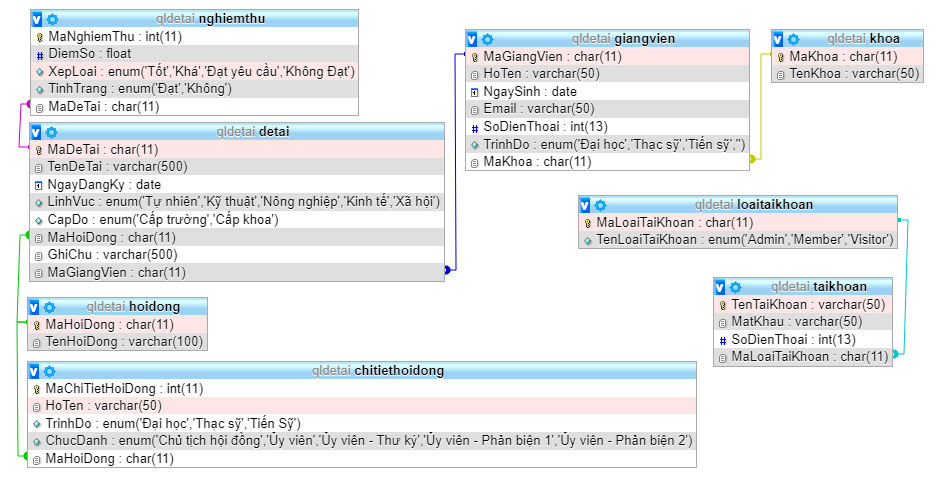 qldetai nghiemthu
MaNghiemThu : int(11)
DiemSo : float
XepLoai : enum('Tốt','Khá','Đạt yêu cầu','Không Đạt')
TinhTrang : enum('Đạt','Không')
MaDeTai : char(11)
qldetai detai
MaDeTai : char(11)
TenDeTai : varchar(500)
NgayDangKy : date
LinhVuc : enum('Tự nhiên','Kỹ thuật','Nông nghiệp','Kinh tế','Xã hội')
CapDo : enum('Cấp trường','Cấp khoa')
MaHoiDong : char(11)
GhiChu : varchar(500)
MaGiangVien : char(11)
qldetai hoidong
MaHoiDong : char(11)
TenHoiDong : varchar(100)
qldetai chitiethoidong
MaChiTietHoiDong : int(11)
HoTen : varchar(50)
TrinhDo : enum('Đại học','Thạc sỹ','Tiến Sỹ')
ChucDanh : enum('Chủ tịch hội đồng','Ủy viên','Ủy viên - Thư ký','Ủy viên - Phản biện 1','Ủy viên - Phản biện 2')
MaHoiDong : char(11)
qldetai giangvien
MaGiangVien : char(11)
HoTen : varchar(50)
NgaySinh : date
Email : varchar(50)
SoDienThoai : int(13)
TrinhDo : enum('Đại học','Thạc sỹ','Tiến sỹ','')
MaKhoa : char(11)
qldetai khoa
MaKhoa : char(11)
TenKhoa : varchar(50)
qldetai loaitaikhoan
MaLoaiTaiKhoan : char(11)
TenLoaiTaiKhoan : enum('Admin','Member','Visitor')
qldetai taikhoan
TenTaiKhoan : varchar(50)
MatKhau : varchar(50)
SoDienThoai : int(13)
MaLoaiTaiKhoan : char(11)